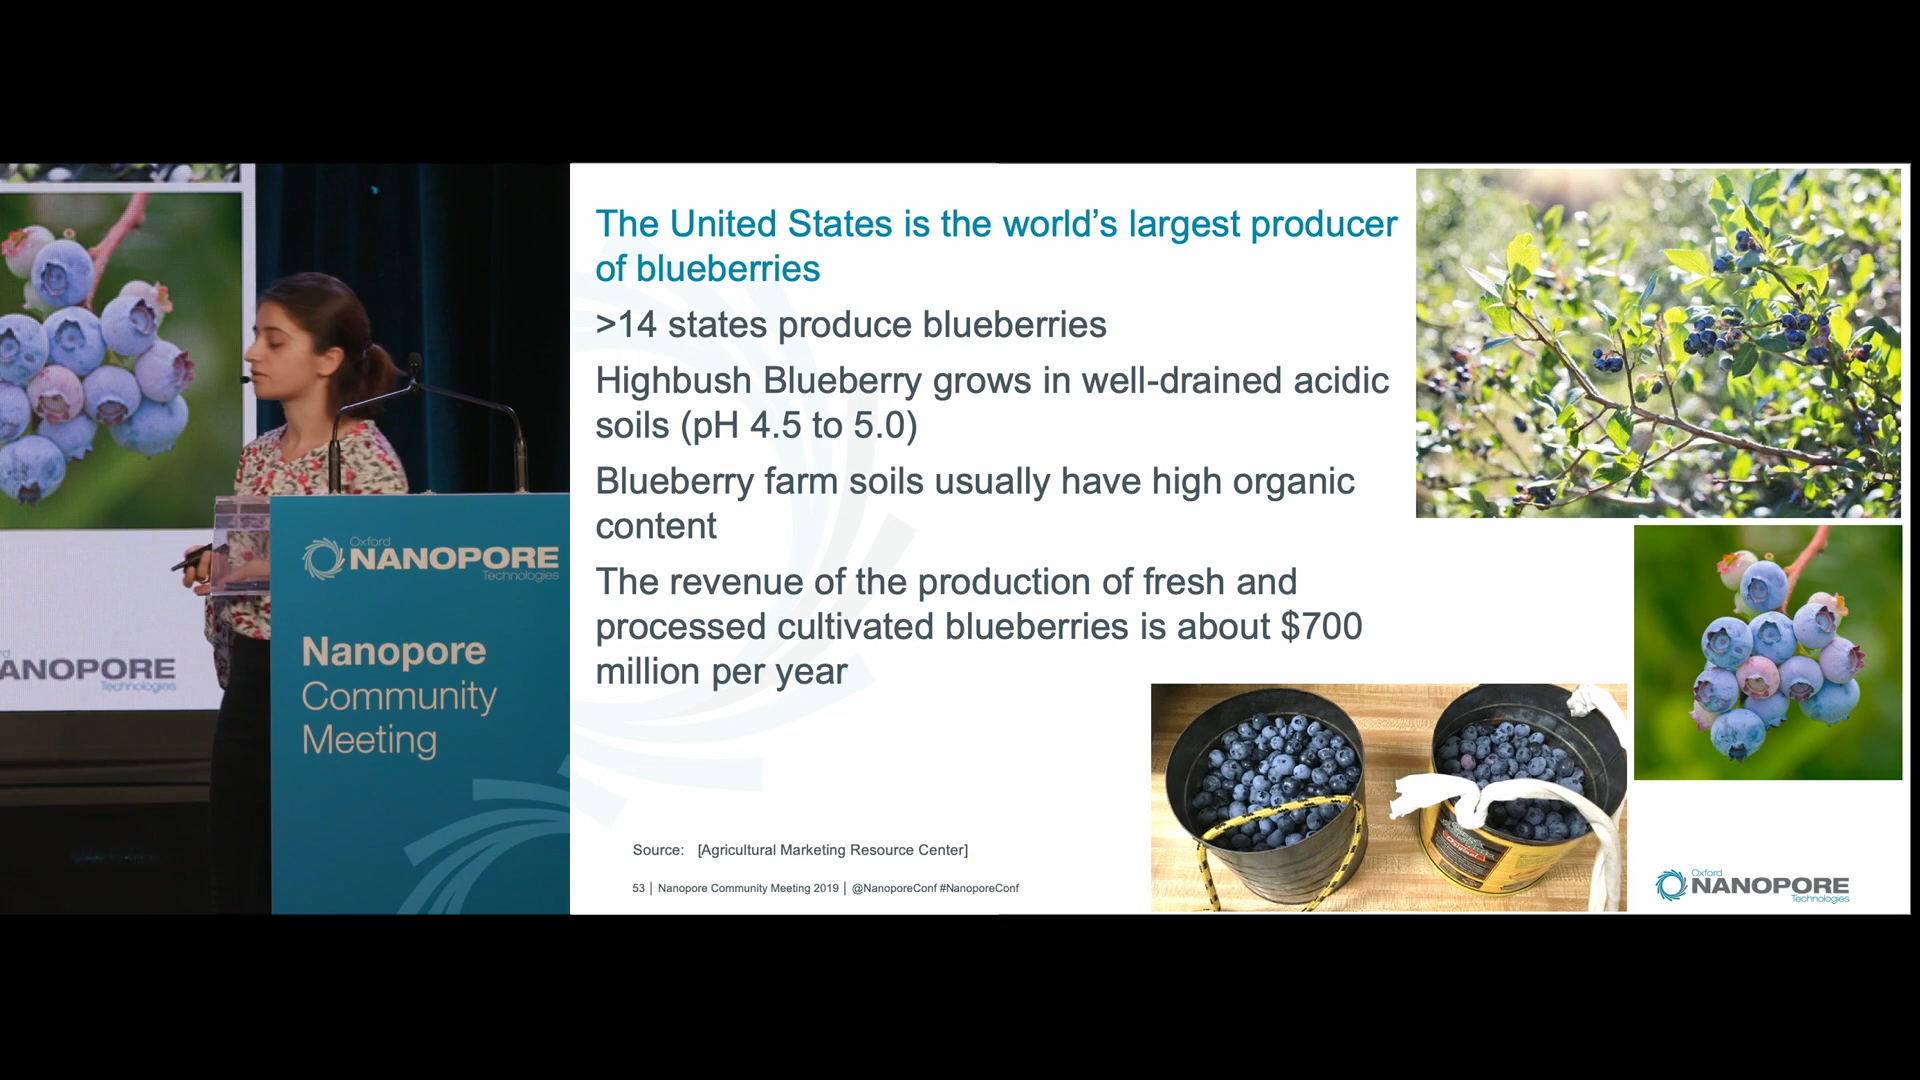 ANOPORE
Technologies
Oxford
NANOPORE
Technologies
Nanopore
Community
Meeting
The United States is the world’s largest producer
of blueberries
>14 states produce blueberries
Highbush Blueberry grows in well-drained acidic
soils (pH 4.5 to 5.0)
Blueberry farm soils usually have high organic
content
The revenue of the production of fresh and
processed cultivated blueberries is about $700
million per year
Source: [Agricultural Marketing Resource Center]
53 | Nanopore Community Meeting 2019 | @NanoporeConf #NanoporeConf
Original
Oxford
NANOPORE
Technologies